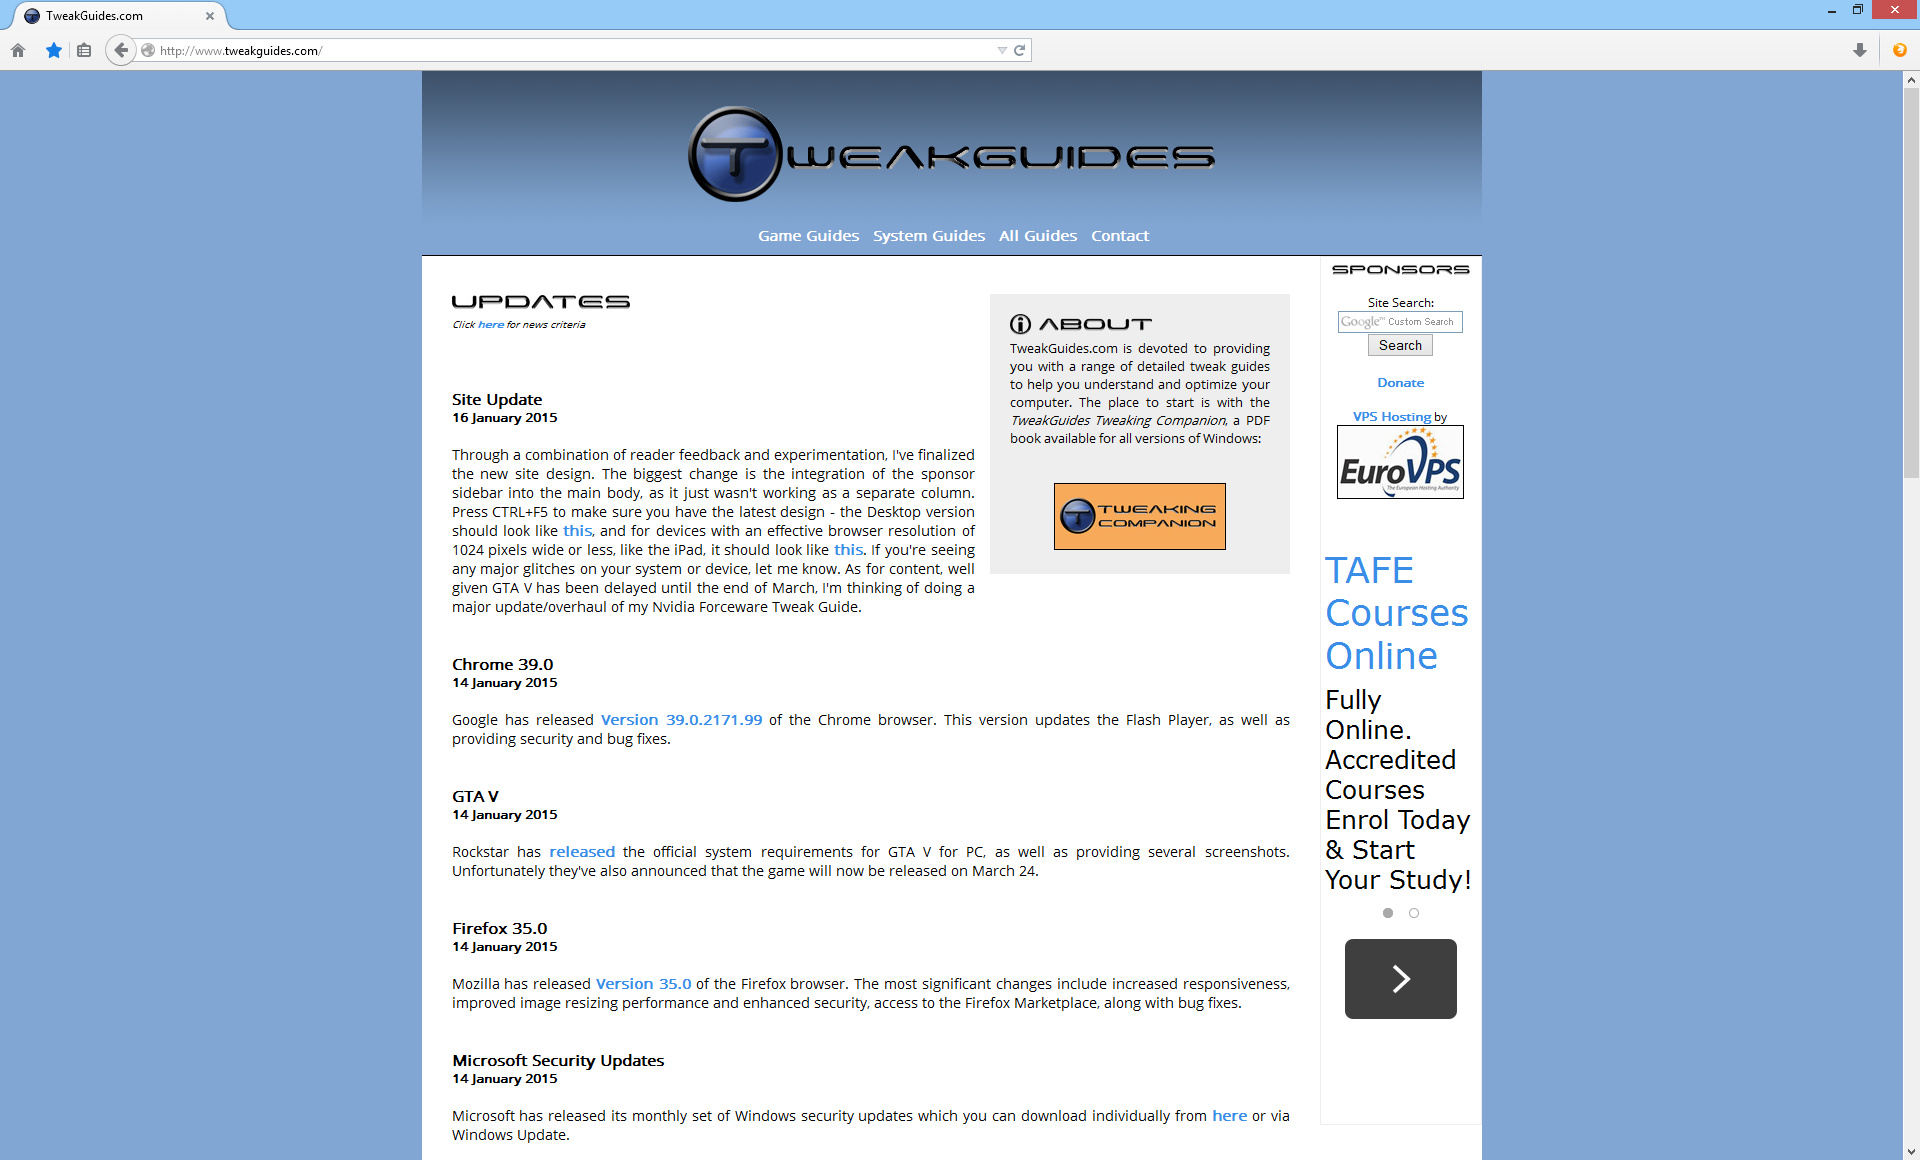 TweakGuides.com
http://www.tweakguides.com/
TWEAKGUIDES
Game Guides System Guides All Guides Contact
UPDATES
Click here for news criteria
Site Update
16 January 2015
Through a combination of reader feedback and experimentation, I've finalized
the new site design. The biggest change is the integration of the sponsor
sidebar into the main body, as it just wasn't working as a separate column.
Press CTRL+F5 to make sure you have the latest design - the Desktop version
should look like this, and for devices with an effective browser resolution of
1024 pixels wide or less, like the iPad, it should look like this. If you're seeing
any major glitches on your system or device, let me know. As for content, well
given GTA V has been delayed until the end of March, I'm thinking of doing a
major update/overhaul of my Nvidia Forceware Tweak Guide.
ABOUT
TweakGuides.com is devoted to providing
you with a range of detailed tweak guides
to help you understand and optimize your
computer. The place to start is with the
TweakGuides Tweaking Companion, a PDF
book available for all versions of Windows:
TWEAKING
COMPANION
Chrome 39.0
14 January 2015
Google has released Version 39.0.2171.99 of the Chrome browser. This version updates the Flash Player, as well as
providing security and bug fixes.
GTA V
14 January 2015
Rockstar has released the official system requirements for GTA V for PC, as well as providing several screenshots.
Unfortunately they've also announced that the game will now be released on March 24.
Firefox 35.0
14 January 2015
Mozilla has released Version 35.0 of the Firefox browser. The most significant changes include increased responsiveness,
improved image resizing performance and enhanced security, access to the Firefox Marketplace, along with bug fixes.
Microsoft Security Updates
14 January 2015
Microsoft has released its monthly set of Windows security updates which you can download individually from here or via
Windows Update.
SPONSORS
Site Search:
Google™ Custom Search
Search
Donate
VPS Hosting by
EuroVPS
The European Hosting Authority
TAFE
Courses
Online
Fully
Online.
Accredited
Courses
Enrol Today
& Start
Your Study!